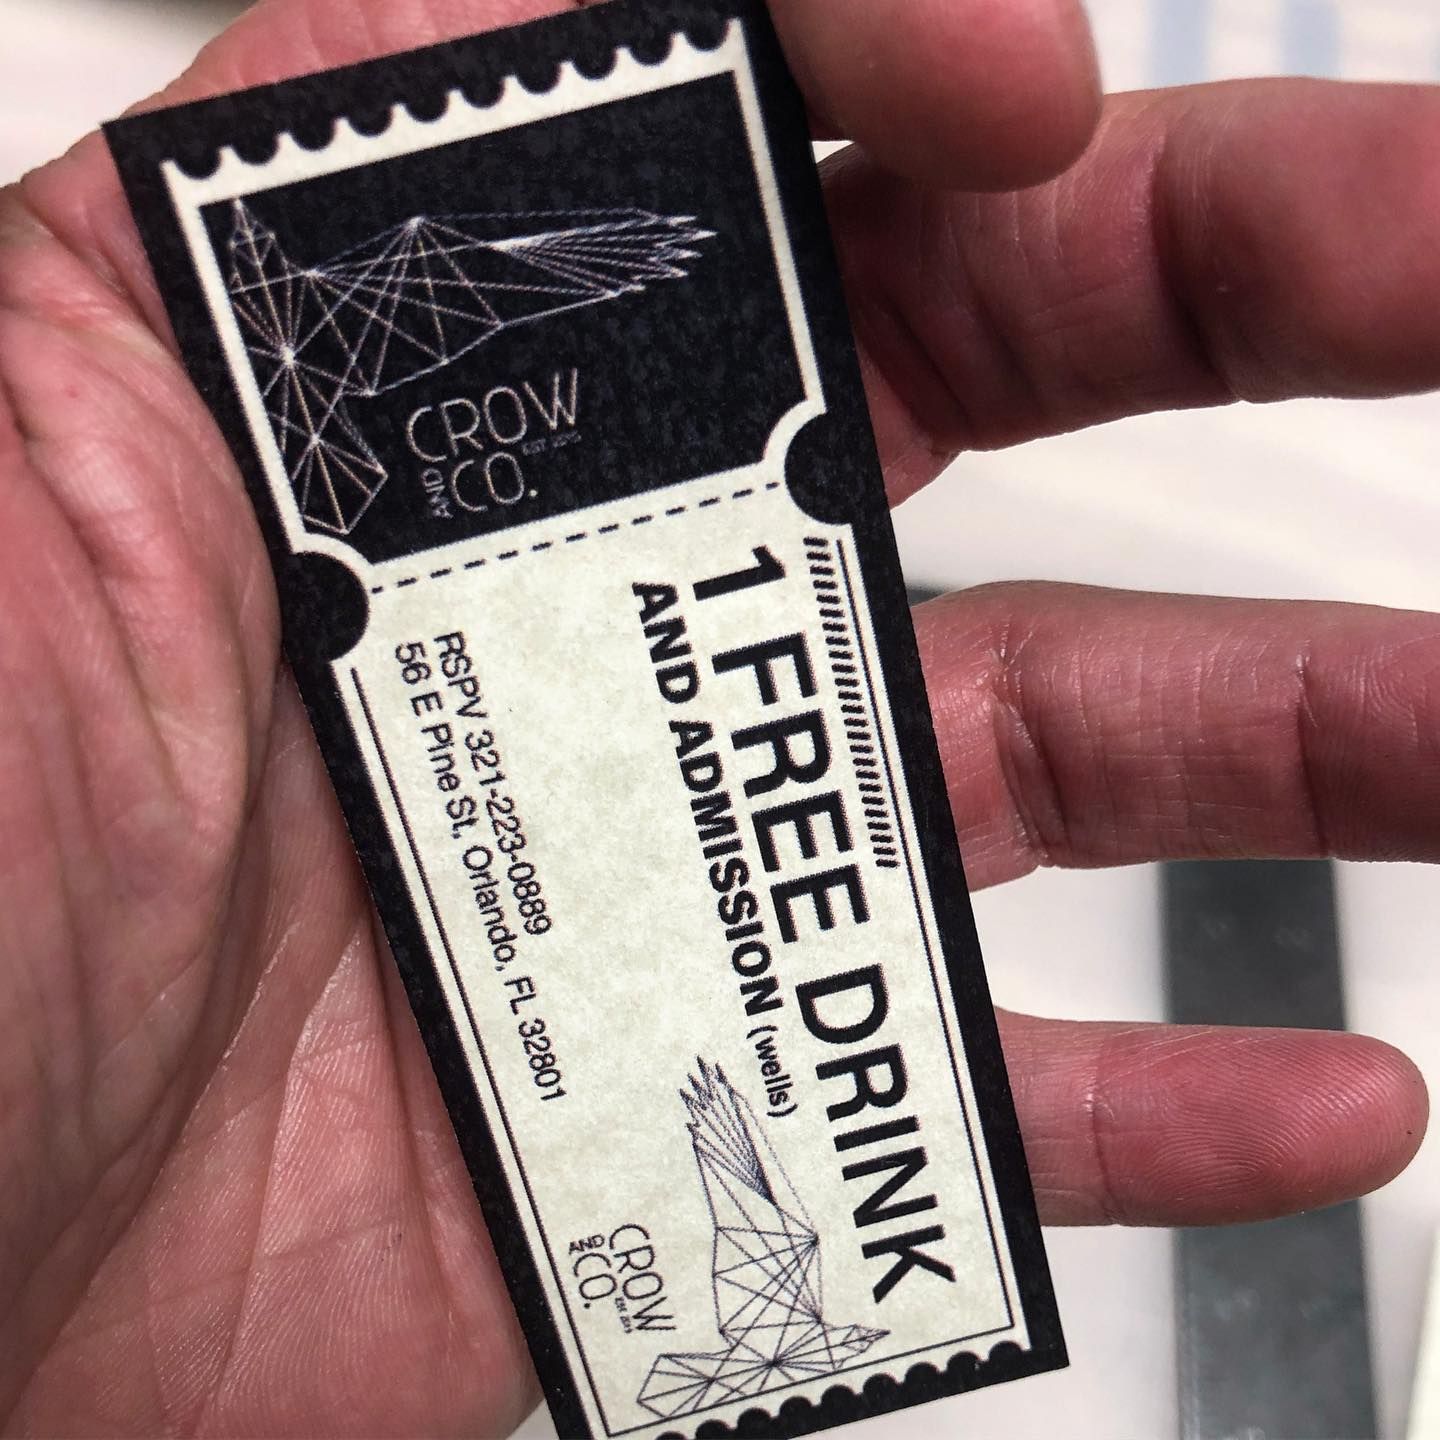 CROW
AND CO.
1 FREE DRINK
AND ADMISSION (wells)
RSPV 321-223-0889
56 E Pine St, Orlando, FL 32801
CROW
AND CO.